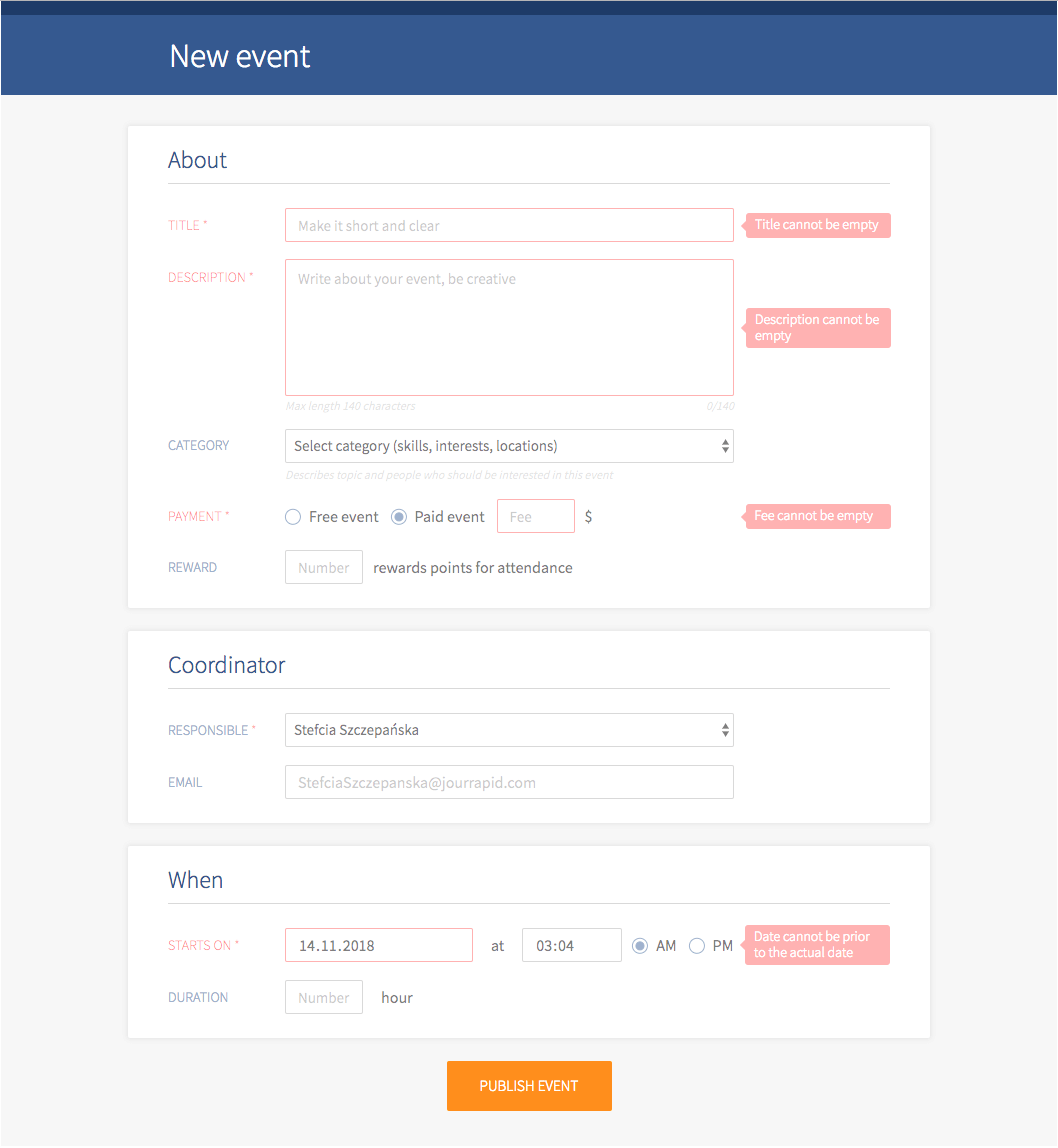 New event
About
TITLE * Make it short and clear Title cannot be empty
DESCRIPTION * Write about your event, be creative
Description cannot be
empty
Max length 140 characters 0/140
CATEGORY Select category (skills, interests, locations)
Describes topic and people who should be interested in this event
PAYMENT * Free event Paid event Fee $ Fee cannot be empty
REWARD Number rewards points for attendance
Coordinator
RESPONSIBLE * Stefcia Szczepańska
EMAIL StefciaSzczepanska@jourrapid.com
When
STARTS ON * 14.11.2018 at 03:04 AM PM Date cannot be prior
to the actual date
DURATION Number hour
PUBLISH EVENT